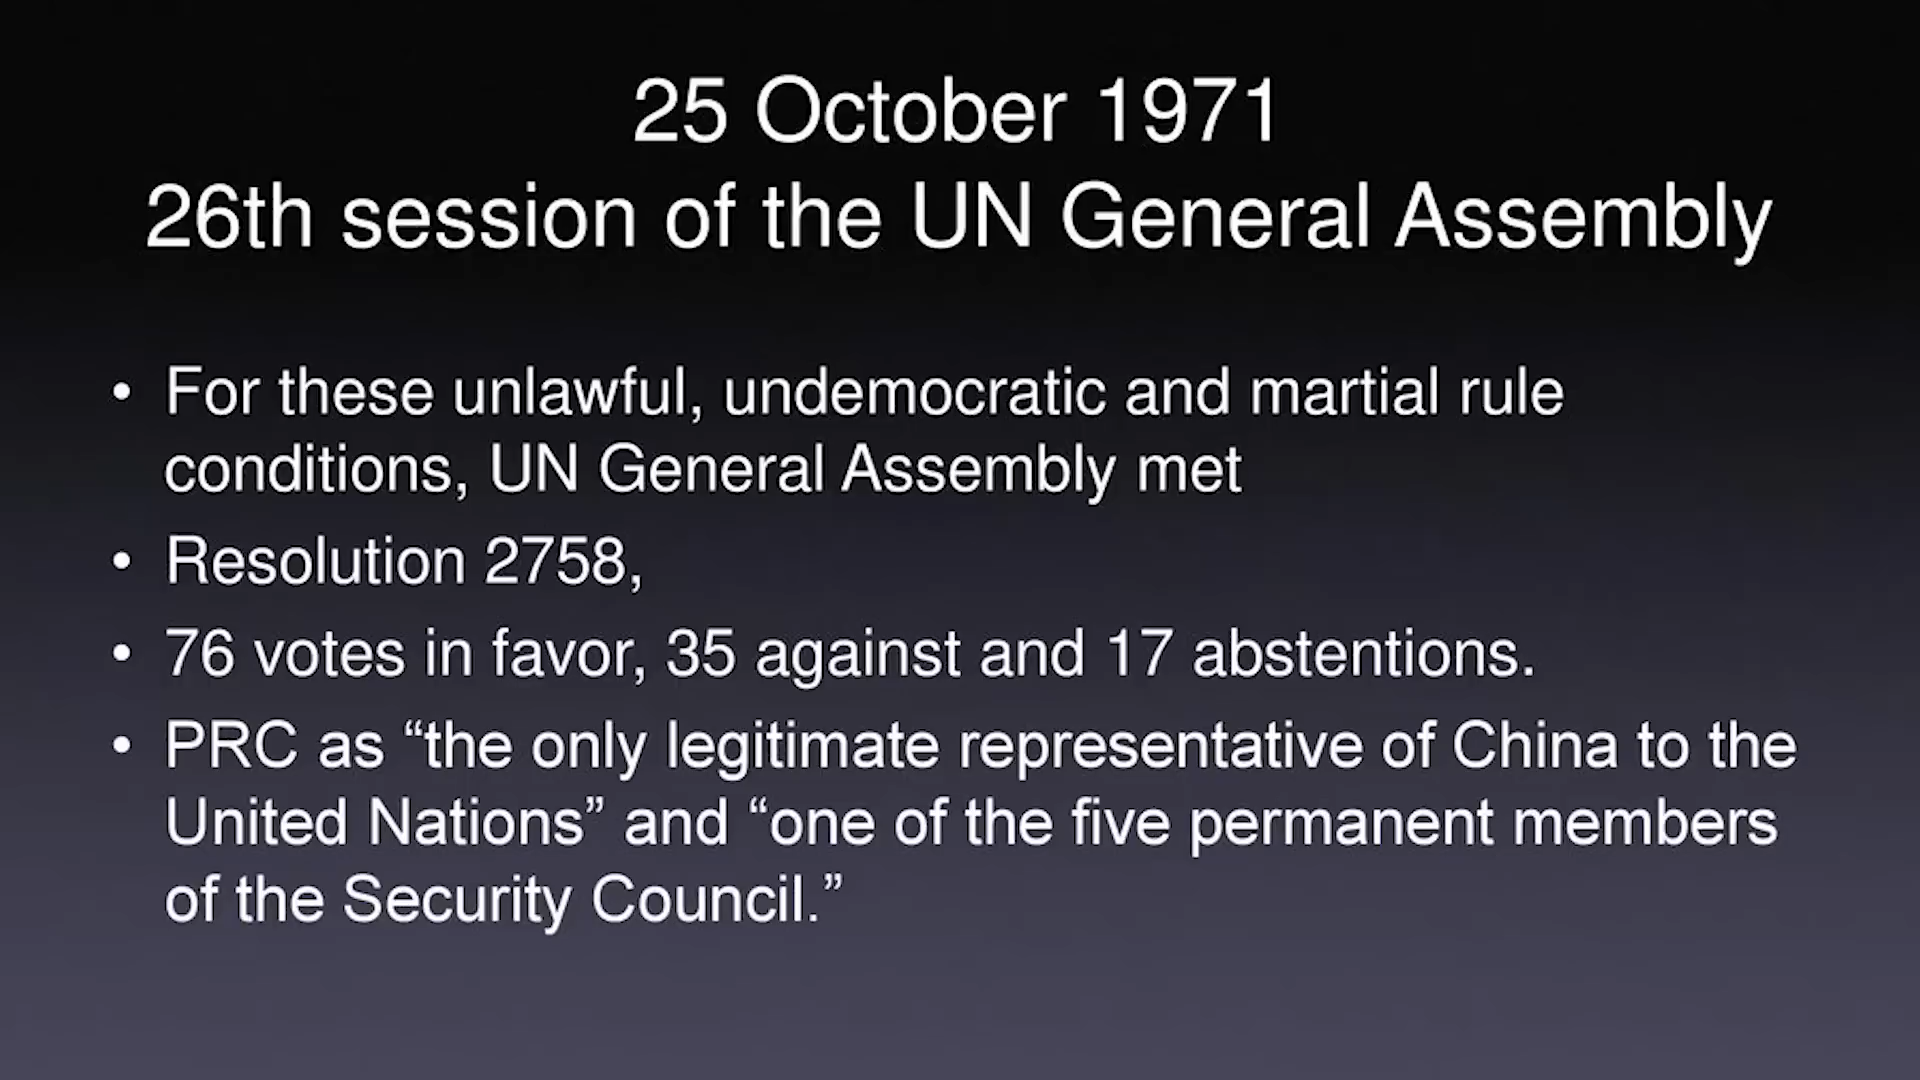 25 October 1971
26th session of the UN General Assembly
• For these unlawful, undemocratic and martial rule
conditions, UN General Assembly met
• Resolution 2758,
• 76 votes in favor, 35 against and 17 abstentions.
• PRC as “the only legitimate representative of China to the
United Nations” and “one of the five permanent members
of the Security Council.”